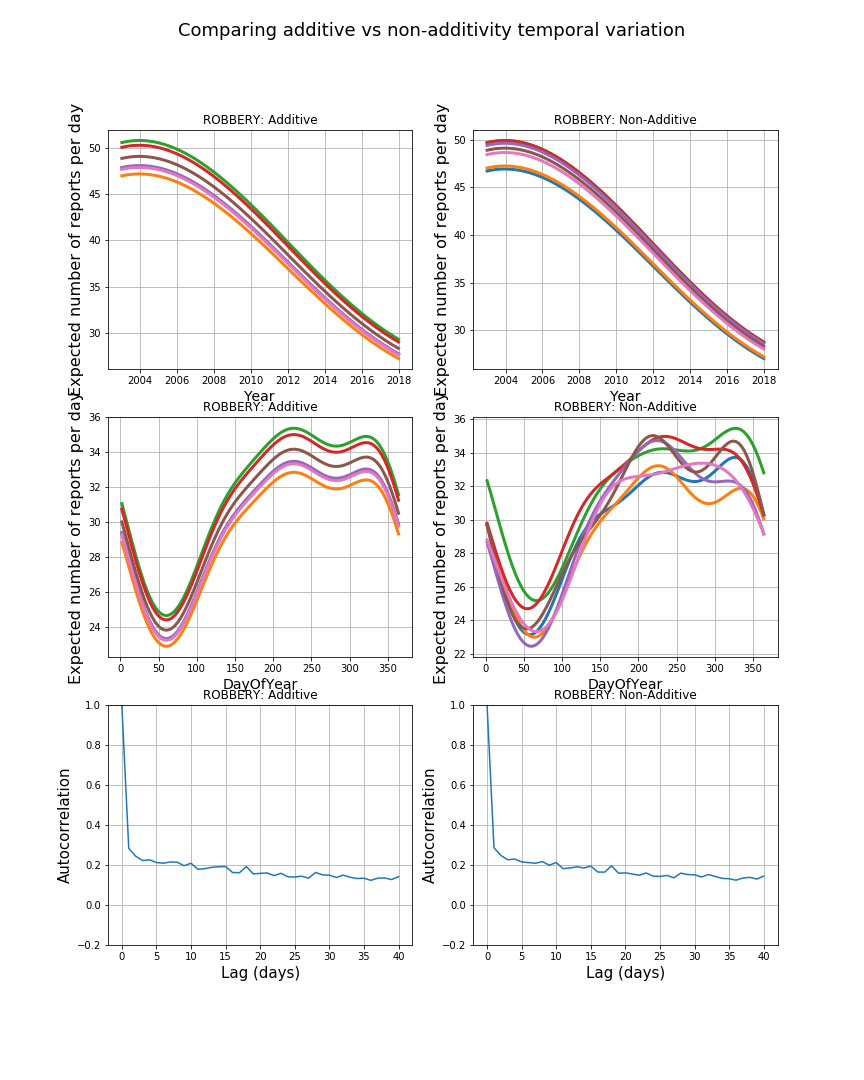 Comparing additive vs non-additivity temporal variation
ROBBERY: Additive
Expected number of reports per day
50
45
40
35
30
2004 2006 2008 2010 2012 2014 2016 2018
Year
ROBBERY: Non-Additive
Expected number of reports per day
50
45
40
35
30
2004 2006 2008 2010 2012 2014 2016 2018
Year
ROBBERY: Additive
Expected number of reports per day
36
34
32
30
28
26
24
0 50 100 150 200 250 300 350
DayOfYear
ROBBERY: Non-Additive
Expected number of reports per day
36
34
32
30
28
26
24
22
0 50 100 150 200 250 300 350
DayOfYear
ROBBERY: Additive
Autocorrelation
1.0
0.8
0.6
0.4
0.2
0.0
−0.2
0 5 10 15 20 25 30 35 40
Lag (days)
ROBBERY: Non-Additive
Autocorrelation
1.0
0.8
0.6
0.4
0.2
0.0
−0.2
0 5 10 15 20 25 30 35 40
Lag (days)